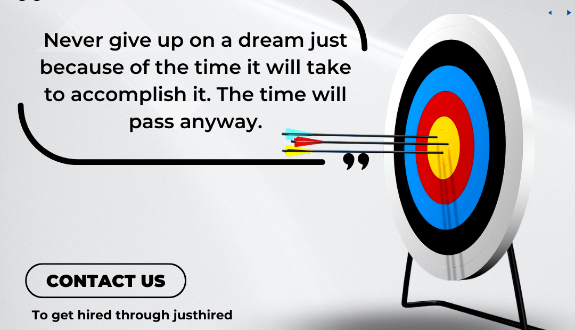 Never give up on a dream just
because of the time it will take
to accomplish it. The time will
pass anyway.
CONTACT US
To get hired through justhired